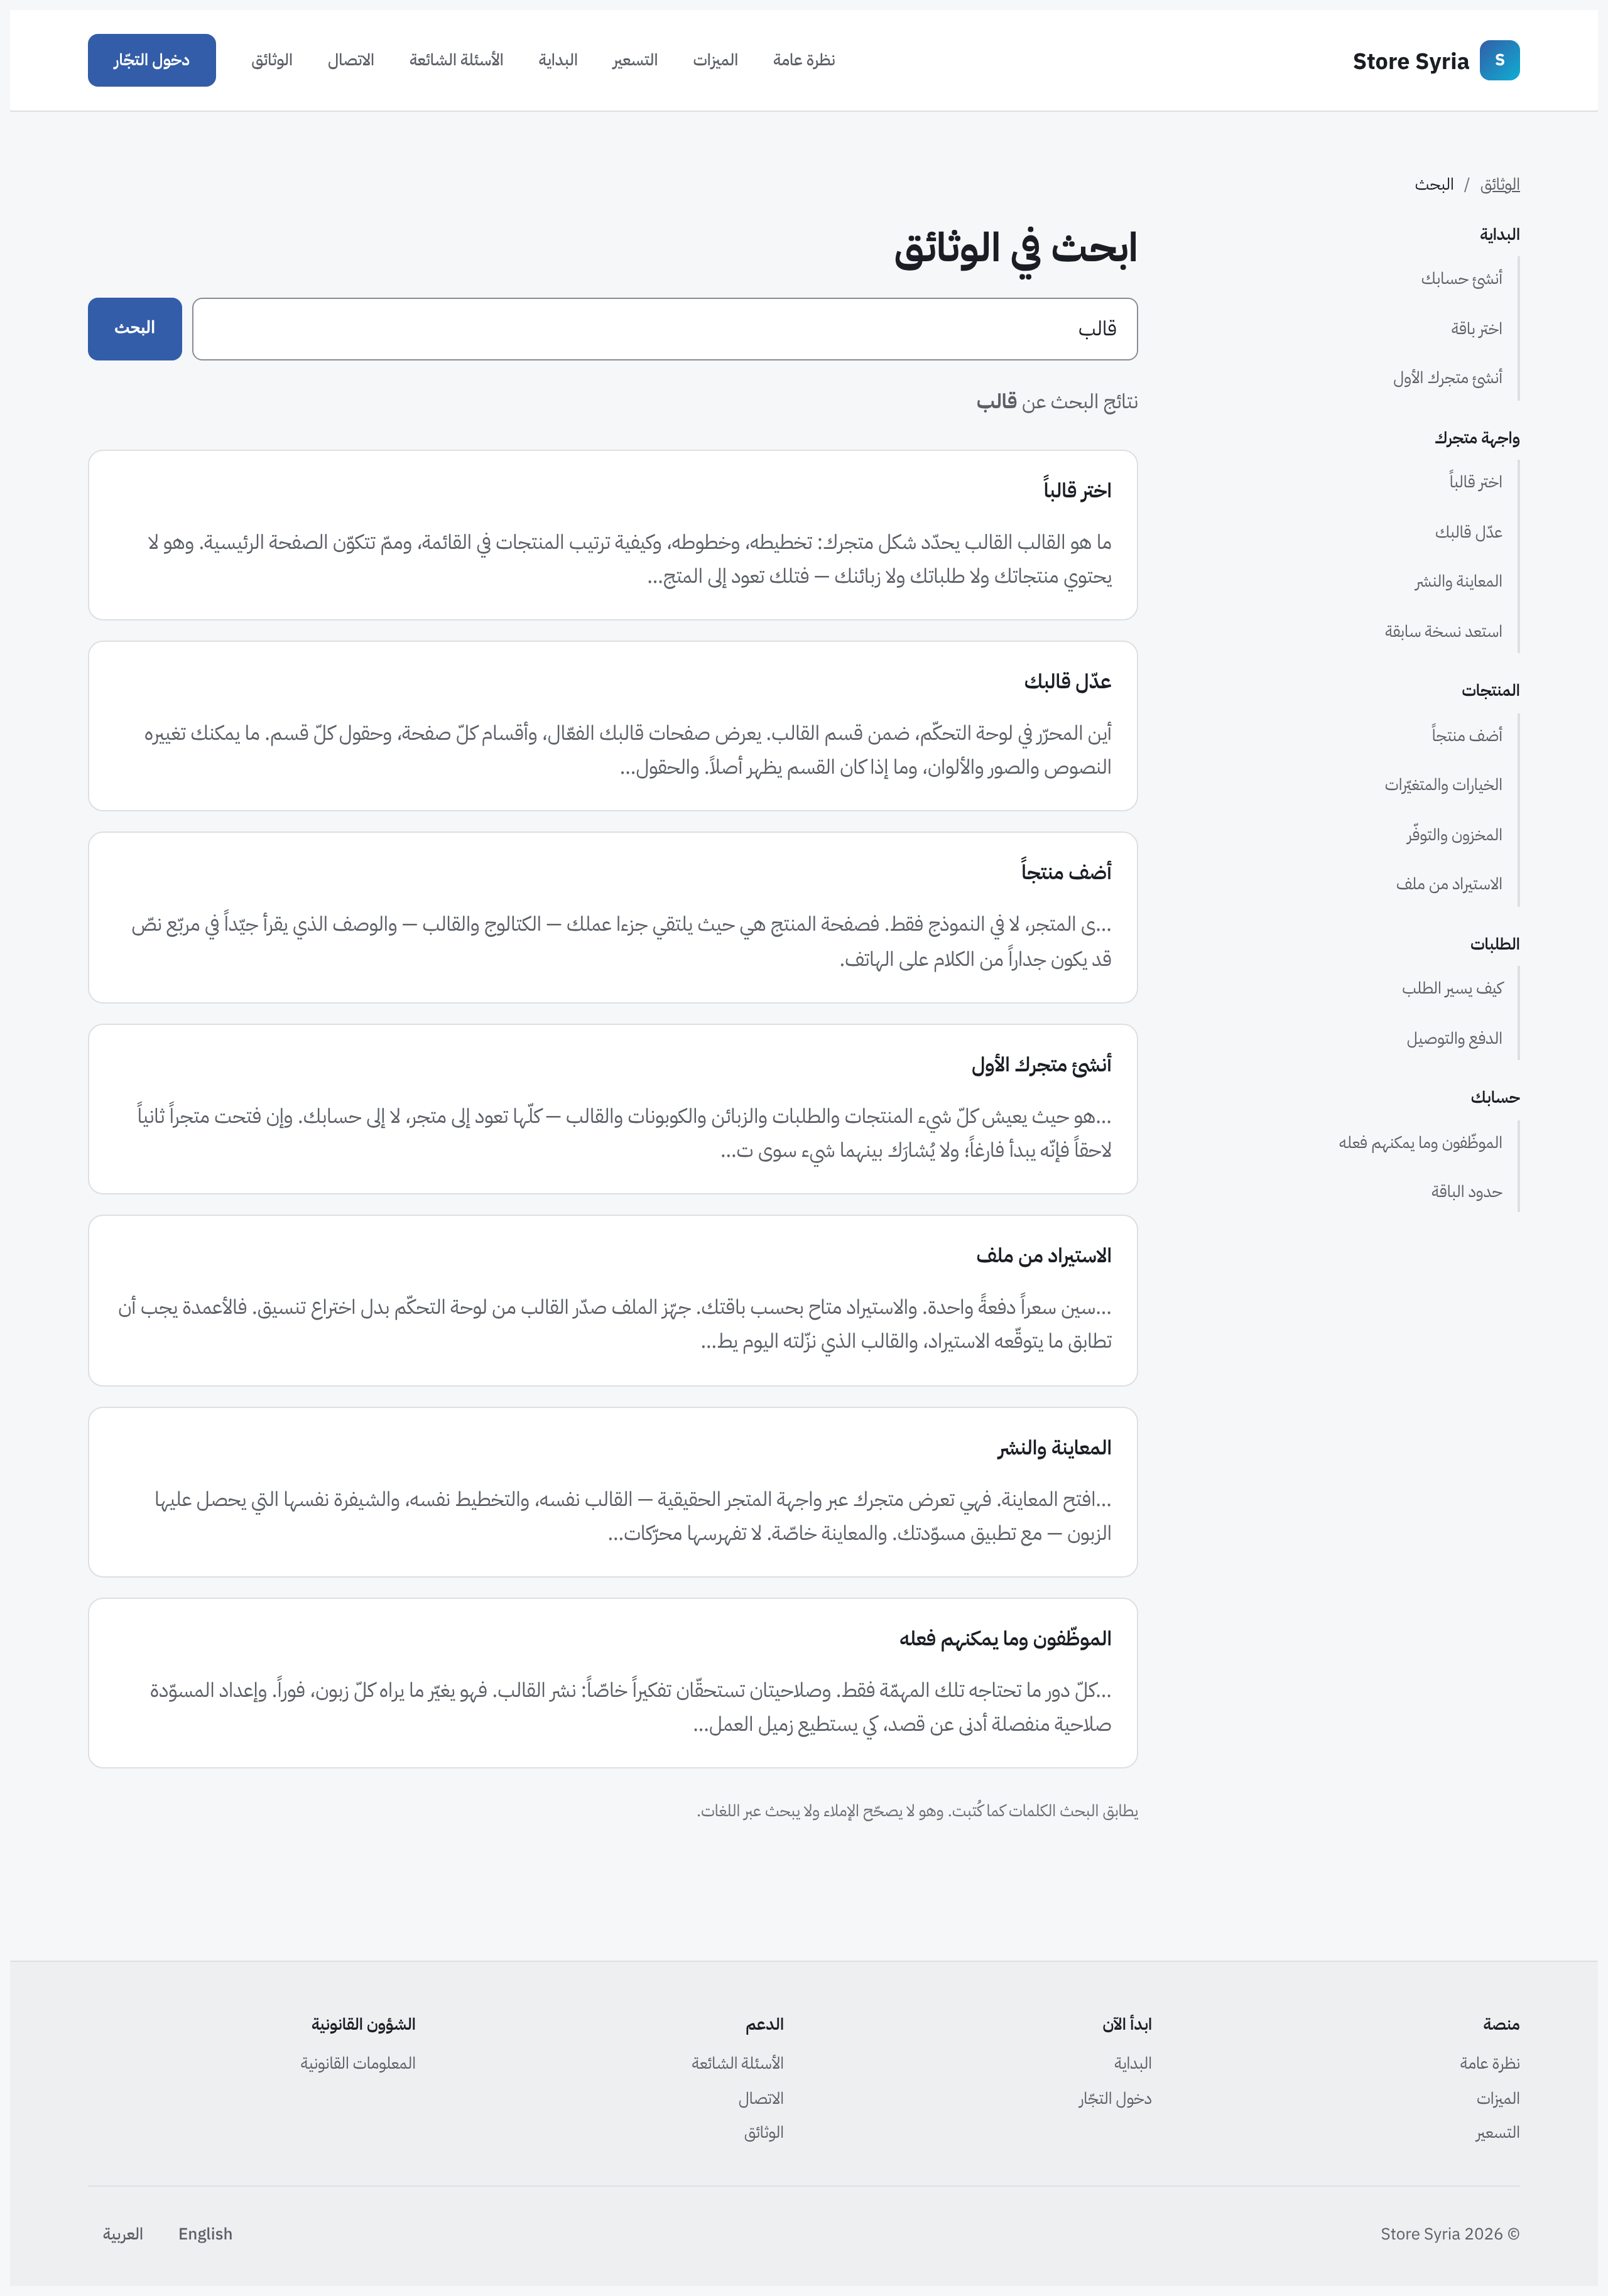 Store Syria
S
نظرة عامة
الميزات
التسعير
البداية
الأسئلة الشائعة
الاتصال
الوثائق
دخول التجّار
الوثائق / البحث
البداية
أنشئ حسابك
اختر باقة
أنشئ متجرك الأول
واجهة متجرك
اختر قالباً
عدّل قالبك
المعاينة والنشر
استعد نسخة سابقة
المنتجات
أضف منتجاً
الخيارات والمتغيّرات
المخزون والتوفّر
الاستيراد من ملف
الطلبات
كيف يسير الطلب
الدفع والتوصيل
حسابك
الموظّفون وما يمكنهم فعله
حدود الباقة
ابحث في الوثائق
قالب
البحث
نتائج البحث عن قالب
اختر قالباً
ما هو القالب القالب يحدّد شكل متجرك: تخطيطه، وخطوطه، وكيفية ترتيب المنتجات في القائمة، وممّ تتكوّن الصفحة الرئيسية. وهو لا
يحتوي منتجاتك ولا طلباتك ولا زبائنك — فتلك تعود إلى المتج...
عدّل قالبك
أين المحرّر في لوحة التحكّم، ضمن قسم القالب. يعرض صفحات قالبك الفعّال، وأقسام كلّ صفحة، وحقول كلّ قسم. ما يمكنك تغييره
النصوص والصور والألوان، وما إذا كان القسم يظهر أصلاً. والحقول...
أضف منتجاً
...ى المتجر، لا في النموذج فقط. فصفحة المنتج هي حيث يلتقي جزءا عملك — الكتالوج والقالب — والوصف الذي يقرأ جيّداً في مربّع نصّ
قد يكون جداراً من الكلام على الهاتف.
أنشئ متجرك الأول
...هو حيث يعيش كلّ شيء المنتجات والطلبات والزبائن والكوبونات والقالب — كلّها تعود إلى متجر، لا إلى حسابك. وإن فتحت متجراً ثانياً
لاحقاً فإنّه يبدأ فارغاً؛ ولا يُشارَك بينهما شيء سوى ت...
الاستيراد من ملف
...سين سعراً دفعةً واحدة. والاستيراد متاح بحسب باقتك. جهّز الملف صدّر القالب من لوحة التحكّم بدل اختراع تنسيق. فالأعمدة يجب أن
تطابق ما يتوقّعه الاستيراد، والقالب الذي نزّلته اليوم يط...
المعاينة والنشر
...افتح المعاينة. فهي تعرض متجرك عبر واجهة المتجر الحقيقية — القالب نفسه، والتخطيط نفسه، والشيفرة نفسها التي يحصل عليها
الزبون — مع تطبيق مسوّدتك. والمعاينة خاصّة. لا تفهرسها محرّكات...
الموظّفون وما يمكنهم فعله
...كلّ دور ما تحتاجه تلك المهمّة فقط. وصلاحيتان تستحقّان تفكيراً خاصّاً: نشر القالب. فهو يغيّر ما يراه كلّ زبون، فوراً. وإعداد المسوّدة
صلاحية منفصلة أدنى عن قصد، كي يستطيع زميل العمل...
يطابق البحث الكلمات كما كُتبت. وهو لا يصحّح الإملاء ولا يبحث عبر اللغات.
منصة
نظرة عامة
الميزات
التسعير
ابدأ الآن
البداية
دخول التجّار
الدعم
الأسئلة الشائعة
الاتصال
الوثائق
الشؤون القانونية
المعلومات القانونية
© 2026 Store Syria
English
العربية